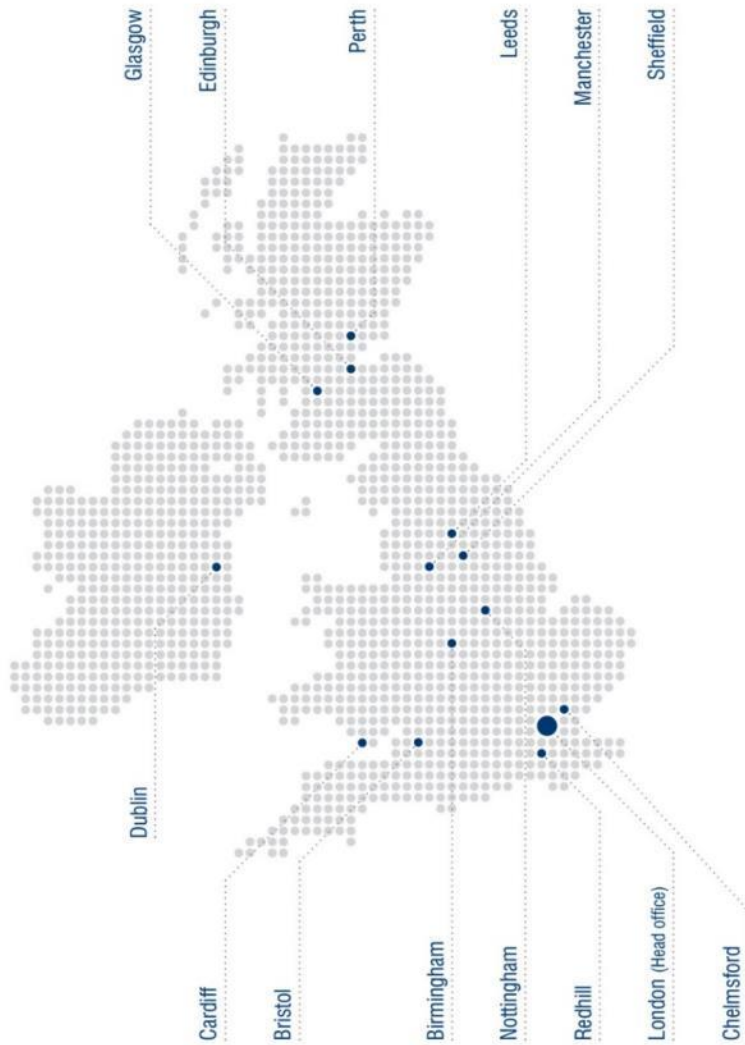 Glasgow
Edinburgh
Perth
Leeds
Manchester
Sheffield
Dublin
Cardiff
Bristol
Birmingham
Nottingham
Redhill
London (Head office)
Chelmsford